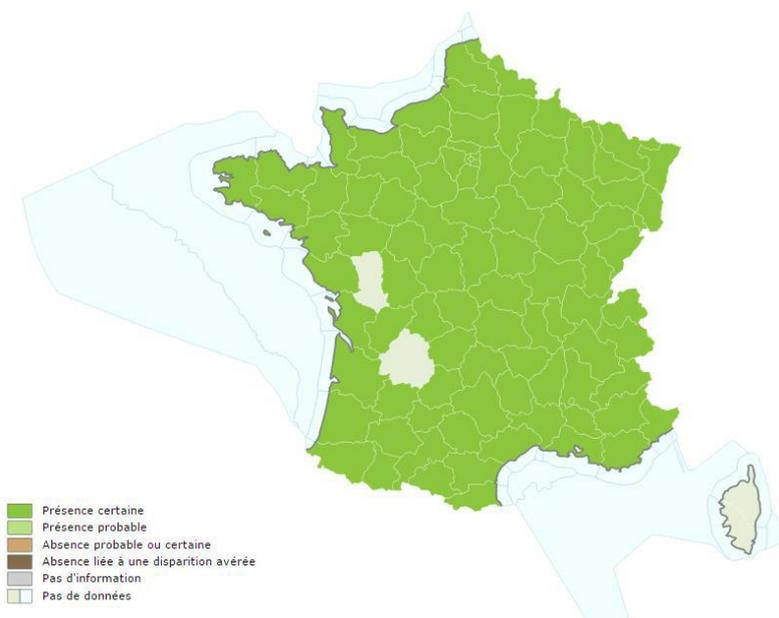 Présence certaine
Présence probable
Absence probable ou certaine
Absence liée à une disparition avérée
Pas d'information
Pas de données